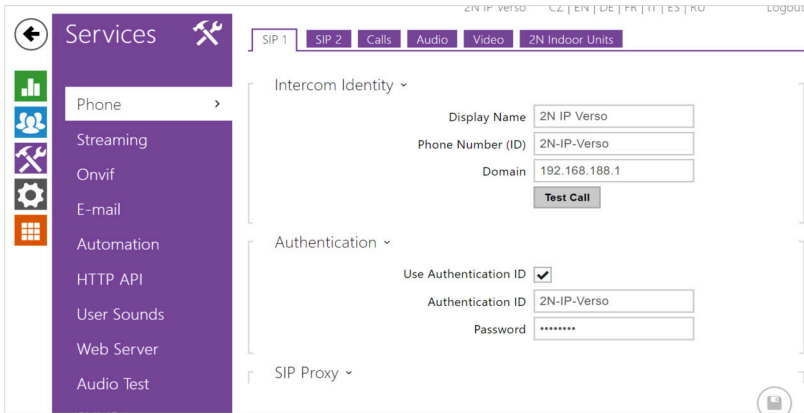 2N IP Verso CZ | EN | DE | FR | IT | ES | RU Logout
Services
SIP 1 SIP 2 Calls Audio Video 2N Indoor Units
Phone
Streaming
Onvif
E-mail
Automation
HTTP API
User Sounds
Web Server
Audio Test
Intercom Identity
Display Name 2N IP Verso
Phone Number (ID) 2N-IP-Verso
Domain 192.168.188.1
Test Call
Authentication
Use Authentication ID
Authentication ID 2N-IP-Verso
Password ••••••••
SIP Proxy